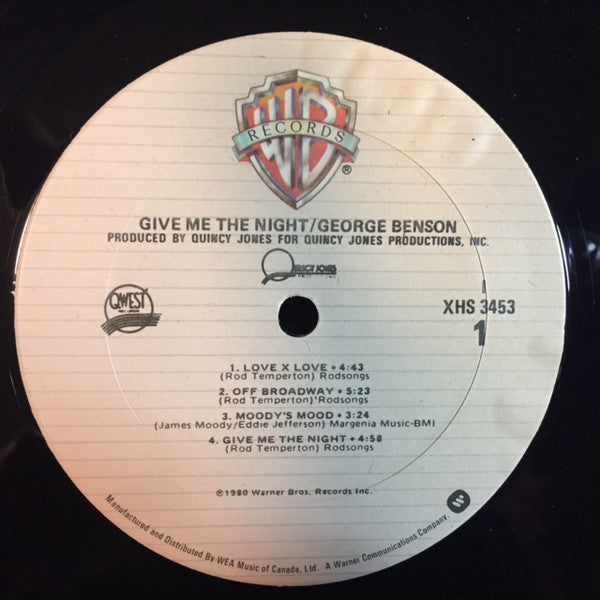 WB
RECORDS
®
GIVE ME THE NIGHT/GEORGE BENSON
PRODUCED BY QUINCY JONES FOR QUINCY JONES PRODUCTIONS, INC.
QUINCY JONES
QWEST
RECORDS
XHS 3453
1
1. LOVE X LOVE • 4:43
(Rod Temperton) Rodsongs
2. OFF BROADWAY • 5:23
(Rod Temperton) Rodsongs
3. MOODY'S MOOD • 3:24
(James Moody/Eddie Jefferson) Margenia Music-BMI
4. GIVE ME THE NIGHT • 4:58
(Rod Temperton) Rodsongs
℗1980 Warner Bros. Records Inc.
Manufactured and Distributed By WEA Music of Canada, Ltd. A Warner Communications Company